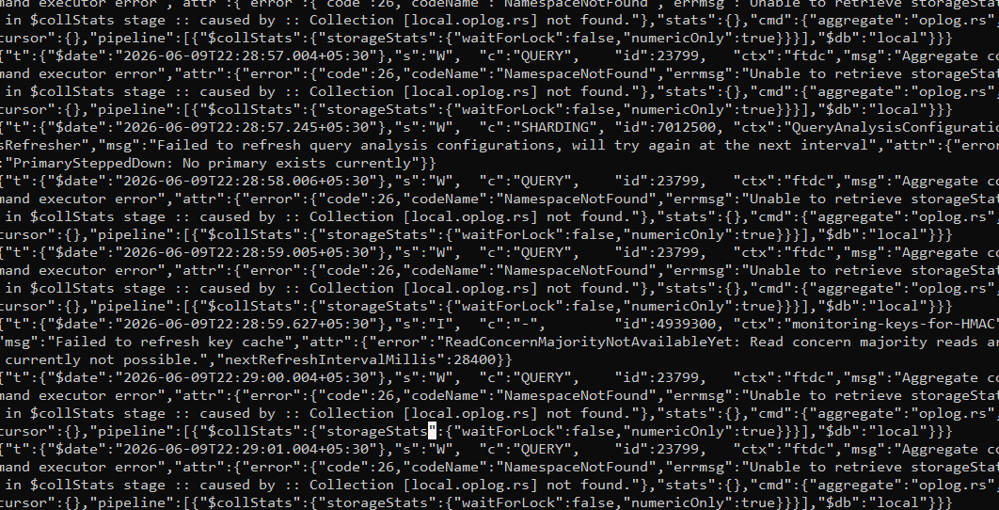 mand executor error","attr":{"error":{"code":26,"codeName":"NamespaceNotFound","errmsg":"Unable to retrieve storageStat
 in $collStats stage :: caused by :: Collection [local.oplog.rs] not found."},"stats":{},"cmd":{"aggregate":"oplog.rs"
cursor":{},"pipeline":[{"$collStats":{"storageStats":{"waitForLock":false,"numericOnly":true}}}],"$db":"local"}}}
{"t":{"$date":"2026-06-09T22:28:57.004+05:30"},"s":"W",  "c":"QUERY",    "id":23799,   "ctx":"ftdc","msg":"Aggregate co
mand executor error","attr":{"error":{"code":26,"codeName":"NamespaceNotFound","errmsg":"Unable to retrieve storageStat
 in $collStats stage :: caused by :: Collection [local.oplog.rs] not found."},"stats":{},"cmd":{"aggregate":"oplog.rs"
cursor":{},"pipeline":[{"$collStats":{"storageStats":{"waitForLock":false,"numericOnly":true}}}],"$db":"local"}}}
{"t":{"$date":"2026-06-09T22:28:57.245+05:30"},"s":"W",  "c":"SHARDING", "id":7012500, "ctx":"QueryAnalysisConfiguratio
sRefresher","msg":"Failed to refresh query analysis configurations, will try again at the next interval","attr":{"error
:"PrimarySteppedDown: No primary exists currently"}}
{"t":{"$date":"2026-06-09T22:28:58.006+05:30"},"s":"W",  "c":"QUERY",    "id":23799,   "ctx":"ftdc","msg":"Aggregate co
mand executor error","attr":{"error":{"code":26,"codeName":"NamespaceNotFound","errmsg":"Unable to retrieve storageStat
 in $collStats stage :: caused by :: Collection [local.oplog.rs] not found."},"stats":{},"cmd":{"aggregate":"oplog.rs"
cursor":{},"pipeline":[{"$collStats":{"storageStats":{"waitForLock":false,"numericOnly":true}}}],"$db":"local"}}}
{"t":{"$date":"2026-06-09T22:28:59.005+05:30"},"s":"W",  "c":"QUERY",    "id":23799,   "ctx":"ftdc","msg":"Aggregate co
mand executor error","attr":{"error":{"code":26,"codeName":"NamespaceNotFound","errmsg":"Unable to retrieve storageStat
 in $collStats stage :: caused by :: Collection [local.oplog.rs] not found."},"stats":{},"cmd":{"aggregate":"oplog.rs"
cursor":{},"pipeline":[{"$collStats":{"storageStats":{"waitForLock":false,"numericOnly":true}}}],"$db":"local"}}}
{"t":{"$date":"2026-06-09T22:28:59.627+05:30"},"s":"I",  "c":"-",        "id":4939300, "ctx":"monitoring-keys-for-HMAC"
"msg":"Failed to refresh key cache","attr":{"error":"ReadConcernMajorityNotAvailableYet: Read concern majority reads ar
 currently not possible.","nextRefreshIntervalMillis":28400}}
{"t":{"$date":"2026-06-09T22:29:00.004+05:30"},"s":"W",  "c":"QUERY",    "id":23799,   "ctx":"ftdc","msg":"Aggregate co
mand executor error","attr":{"error":{"code":26,"codeName":"NamespaceNotFound","errmsg":"Unable to retrieve storageStat
 in $collStats stage :: caused by :: Collection [local.oplog.rs] not found."},"stats":{},"cmd":{"aggregate":"oplog.rs"
cursor":{},"pipeline":[{"$collStats":{"storageStats":{"waitForLock":false,"numericOnly":true}}}],"$db":"local"}}}
{"t":{"$date":"2026-06-09T22:29:01.004+05:30"},"s":"W",  "c":"QUERY",    "id":23799,   "ctx":"ftdc","msg":"Aggregate co
mand executor error","attr":{"error":{"code":26,"codeName":"NamespaceNotFound","errmsg":"Unable to retrieve storageStat
 in $collStats stage :: caused by :: Collection [local.oplog.rs] not found."},"stats":{},"cmd":{"aggregate":"oplog.rs"
cursor":{},"pipeline":[{"$collStats":{"storageStats":{"waitForLock":false,"numericOnly":true}}}],"$db":"local"}}}